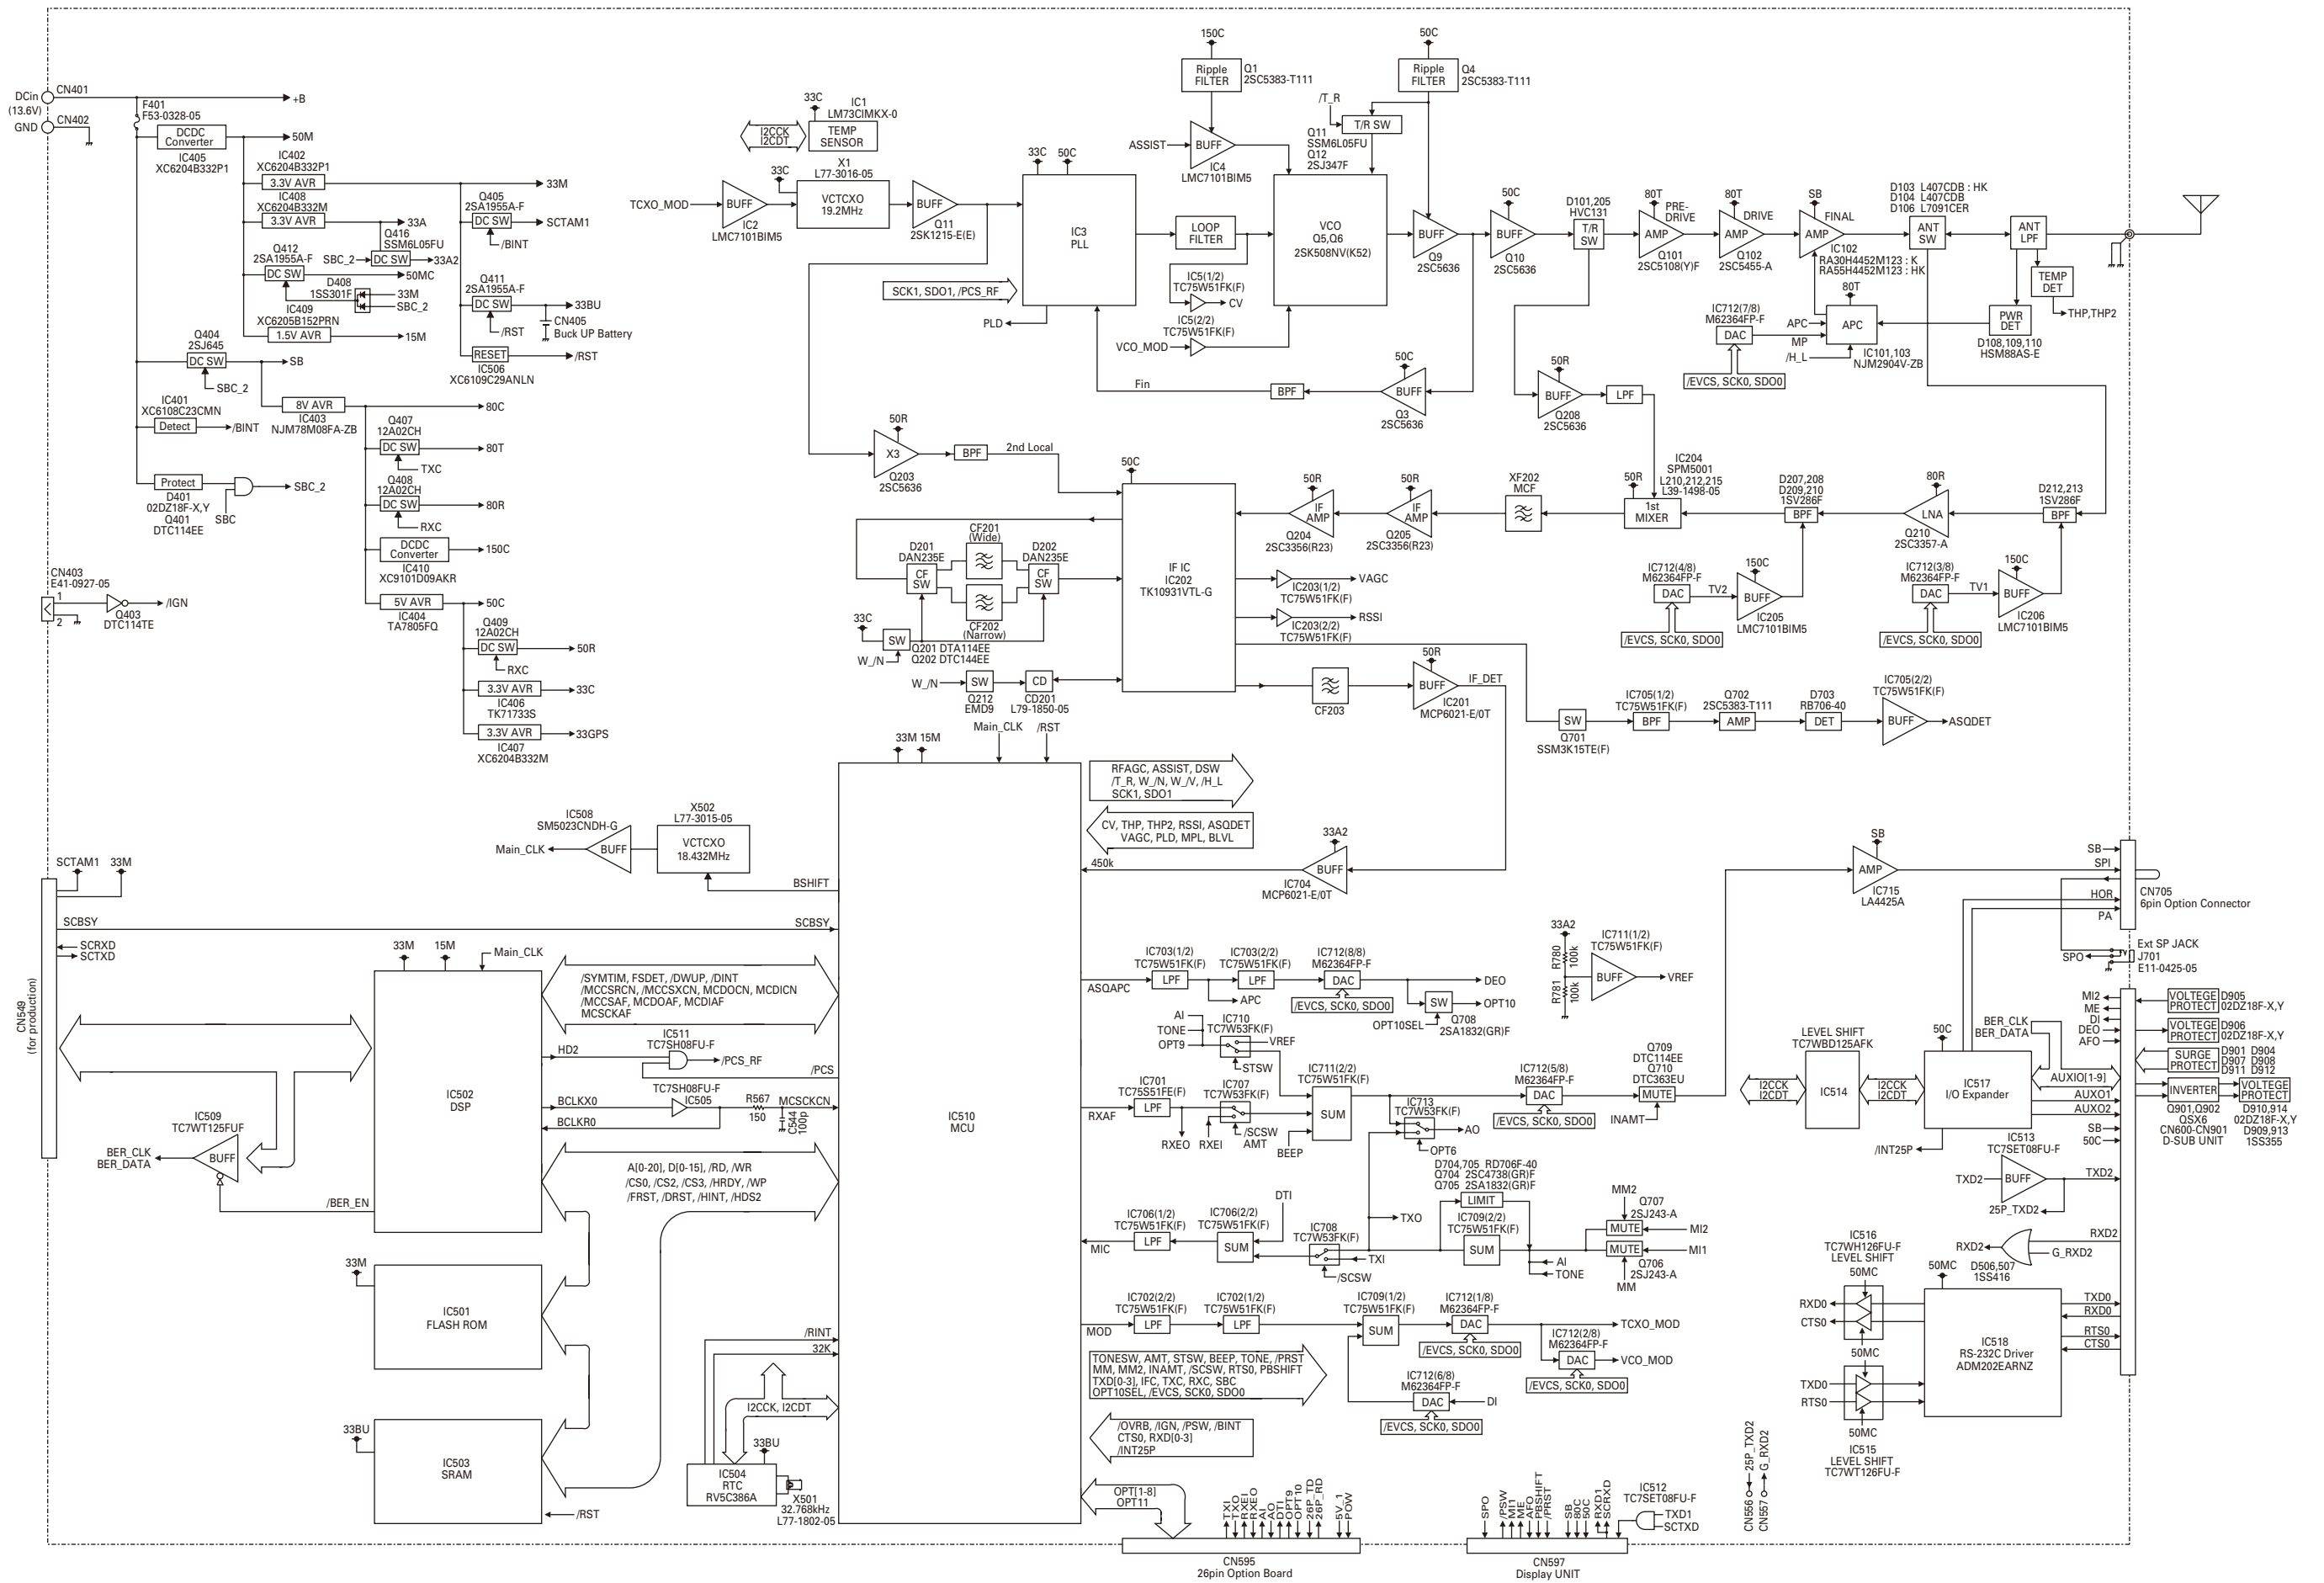 DCin
(13.6V)
GND
CN401
CN402
F401
F53-0328-05
+B
DCDC
Converter
IC405
XC6204B332P1
50M
IC402
XC6204B332P1
3.3V AVR
33M
IC408
XC6204B332M
3.3V AVR
33A
Q416
SSM6L05FU
SBC_2
DC SW
33A2
Q412
2SA1955A-F
DC SW
50MC
D408
1SS301F
33M
SBC_2
IC409
XC6205B152PRN
1.5V AVR
15M
Q405
2SA1955A-F
DC SW
SCTAM1
/BINT
Q411
2SA1955A-F
DC SW
33BU
/RST
CN405
Buck UP Battery
RESET
/RST
IC506
XC6109C29ANLN
Q404
2SJ645
DC SW
SB
SBC_2
IC401
XC6108C23CMN
Detect
/BINT
8V AVR
IC403
NJM78M08FA-ZB
80C
Q407
12A02CH
DC SW
80T
TXC
Q408
12A02CH
DC SW
80R
RXC
DCDC
Converter
150C
IC410
XC9101D09AKR
Protect
D401
02DZ18F-X,Y
Q401
DTC114EE
SBC
SBC_2
CN403
E41-0927-05
1
2
Q403
DTC114TE
/IGN
5V AVR
IC404
TA7805FQ
50C
Q409
12A02CH
DC SW
50R
RXC
3.3V AVR
33C
IC406
TK71733S
3.3V AVR
33GPS
IC407
XC6204B332M
33C
IC1
LM73CIMKX-0
I2CCK
I2CDT
TEMP
SENSOR
TCXO_MOD
BUFF
IC2
LMC7101BIM5
33C
X1
L77-3016-05
VCTCXO
19.2MHz
BUFF
Q11
2SK1215-E(E)
33C
50C
IC3
PLL
SCK1, SDO1, /PCS_RF
PLD
LOOP
FILTER
IC5(1/2)
TC75W51FK(F)
CV
IC5(2/2)
TC75W51FK(F)
VCO_MOD
150C
Ripple
FILTER
Q1
2SC5383-T111
ASSIST
BUFF
IC4
LMC7101BIM5
50C
Ripple
FILTER
Q4
2SC5383-T111
/T_R
T/R SW
Q11
SSM6L05FU
Q12
2SJ347F
VCO
Q5,Q6
2SK508NV(K52)
BUFF
Q9
2SC5636
50C
BUFF
Q10
2SC5636
D101,205
HVC131
T/R
SW
80T
PRE-
DRIVE
AMP
Q101
2SC5108(Y)F
80T
DRIVE
AMP
Q102
2SC5455-A
SB
FINAL
AMP
IC102
RA30H4452M123 : K
RA55H4452M123 : HK
D103 L407CDB : HK
D104 L407CDB
D106 L7091CER
ANT
SW
ANT
LPF
TEMP
DET
THP,THP2
PWR
DET
D108,109,110
HSM88AS-E
80T
APC
IC101,103
NJM2904V-ZB
APC
MP
/H_L
IC712(7/8)
M62364FP-F
DAC
/EVCS, SCK0, SDO0
Fin
BPF
50C
BUFF
Q3
2SC5636
50R
BUFF
Q208
2SC5636
LPF
50R
X3
Q203
2SC5636
BPF
2nd Local
50C
IF IC
IC202
TK10931VTL-G
50R
IF
AMP
Q204
2SC3356(R23)
50R
IF
AMP
Q205
2SC3356(R23)
XF202
MCF
50R
IC204
SPM5001
L210,212,215
L39-1498-05
1st
MIXER
D207,208
D209,210
1SV286F
BPF
80R
LNA
Q210
2SC3357-A
D212,213
1SV286F
BPF
IC712(4/8)
M62364FP-F
DAC
TV2
/EVCS, SCK0, SDO0
150C
BUFF
IC205
LMC7101BIM5
IC712(3/8)
M62364FP-F
DAC
TV1
/EVCS, SCK0, SDO0
150C
BUFF
IC206
LMC7101BIM5
CF201
(Wide)
D201
DAN235E
CF
SW
D202
DAN235E
CF
SW
CF202
(Narrow)
33C
SW
W_/N
Q201 DTA114EE
Q202 DTC144EE
W_/N
SW
Q212
EMD9
CD
CD201
L79-1850-05
IC203(1/2)
TC75W51FK(F)
VAGC
RSSI
IC203(2/2)
TC75W51FK(F)
CF203
50R
BUFF
IC201
MCP6021-E/0T
IF_DET
SW
Q701
SSM3K15TE(F)
IC705(1/2)
TC75W51FK(F)
BPF
Q702
2SC5383-T111
AMP
D703
RB706-40
DET
IC705(2/2)
TC75W51FK(F)
BUFF
ASQDET
Main_CLK
/RST
33M 15M
IC510
MCU
RFAGC, ASSIST, DSW
/T_R, W_/N, W_/V, /H_L
SCK1, SDO1
CV, THP, THP2, RSSI, ASQDET
VAGC, PLD, MPL, BLVL
450k
33A2
BUFF
IC704
MCP6021-E/0T
IC508
SM5023CNDH-G
Main_CLK
BUFF
X502
L77-3015-05
VCTCXO
18.432MHz
BSHIFT
SCTAM1
33M
SCBSY
SCBSY
SCRXD
SCTXD
CN549
(for production)
33M
15M
Main_CLK
IC502
DSP
/SYMTIM, FSDET, /DWUP, /DINT
/MCCSRCN, /MCCSXCN, MCDOCN, MCDICN
/MCCSAF, MCDOAF, MCDIAF
MCSCKAF
HD2
IC511
TC7SH08FU-F
/PCS_RF
/PCS
TC7SH08FU-F
BCLKX0
IC505
R567
150
MCSCKCN
C544
100p
BCLKR0
A[0-20], D[0-15], /RD, /WR
/CS0, /CS2, /CS3, /HRDY, /WP
/FRST, /DRST, /HINT, /HDS2
IC509
TC7WT125FUF
BER_CLK
BER_DATA
BUFF
/BER_EN
33M
IC501
FLASH ROM
33BU
IC503
SRAM
/RST
/RINT
32K
I2CCK, I2CDT
33BU
IC504
RTC
RV5C386A
X501
32.768kHz
L77-1802-05
ASQAPC
IC703(1/2)
TC75W51FK(F)
LPF
APC
IC703(2/2)
TC75W51FK(F)
LPF
IC712(8/8)
M62364FP-F
DAC
/EVCS, SCK0, SDO0
DEO
SW
OPT10
OPT10SEL
Q708
2SA1832(GR)F
33A2
R780
100k
R781
100k
IC711(1/2)
TC75W51FK(F)
BUFF
VREF
AI
TONE
OPT9
IC710
TC7W53FK(F)
VREF
STSW
RXAF
IC701
TC75S51FE(F)
LPF
RXEO
RXEI
IC707
TC7W53FK(F)
/SCSW
AMT
BEEP
IC711(2/2)
TC75W51FK(F)
SUM
IC713
TC7W53FK(F)
AO
OPT6
IC712(5/8)
M62364FP-F
DAC
/EVCS, SCK0, SDO0
Q709
DTC114EE
Q710
DTC363EU
MUTE
INAMT
SB
AMP
IC715
LA4425A
MIC
IC706(1/2)
TC75W51FK(F)
LPF
IC706(2/2)
TC75W51FK(F)
SUM
DTI
IC708
TC7W53FK(F)
TXI
/SCSW
TXO
D704,705 RD706F-40
Q704 2SC4738(GR)F
Q705 2SA1832(GR)F
LIMIT
IC709(2/2)
TC75W51FK(F)
SUM
AI
TONE
MM2
Q707
2SJ243-A
MUTE
MI2
MUTE
MI1
Q706
2SJ243-A
MM
MOD
IC702(2/2)
TC75W51FK(F)
LPF
IC702(1/2)
TC75W51FK(F)
LPF
IC709(1/2)
TC75W51FK(F)
SUM
IC712(1/8)
M62364FP-F
DAC
/EVCS, SCK0, SDO0
TCXO_MOD
IC712(2/8)
M62364FP-F
DAC
VCO_MOD
/EVCS, SCK0, SDO0
IC712(6/8)
M62364FP-F
DAC
DI
/EVCS, SCK0, SDO0
TONESW, AMT, STSW, BEEP, TONE, /PRST
MM, MM2, INAMT, /SCSW, RTS0, PBSHIFT
TXD[0-3], IFC, TXC, RXC, SBC
OPT10SEL, /EVCS, SCK0, SDO0
/OVRB, /IGN, /PSW, /BINT
CTS0, RXD[0-3]
/INT25P
OPT[1-8]
OPT11
TXI
TXO
RXEI
RXEO
AI
AO
DTI
OPT9
OPT10
26P_TD
26P_RD
5V_1
POW
CN595
26pin Option Board
SPO
/PSW
MI1
ME
AFO
PBSHIFT
/PRST
SB
80C
50C
RXD1
SCRXD
IC512
TC7SET08FU-F
TXD1
SCTXD
CN597
Display UNIT
CN556
25P_TXD2
CN557
G_RXD2
SB
SPI
HOR
PA
CN705
6pin Option Connector
Ext SP JACK
J701
E11-0425-05
SPO
MI2
ME
DI
DEO
AFO
BER_CLK
BER_DATA
AUXIO[1-9]
AUXO1
AUXO2
SB
50C
VOLTEGE
PROTECT
D905
02DZ18F-X,Y
VOLTEGE
PROTECT
D906
02DZ18F-X,Y
SURGE
PROTECT
D901 D904
D907 D908
D911 D912
INVERTER
VOLTEGE
PROTECT
Q901,Q902
QSX6
CN600-CN901
D-SUB UNIT
D910,914
02DZ18F-X,Y
D909,913
1SS355
LEVEL SHIFT
TC7WBD125AFK
I2CCK
I2CDT
IC514
I2CCK
I2CDT
50C
IC517
I/O Expander
/INT25P
IC513
TC7SET08FU-F
TXD2
BUFF
TXD2
25P_TXD2
RXD2
RXD2
G_RXD2
D506,507
1SS416
IC516
TC7WH126FU-F
LEVEL SHIFT
50MC
RXD0
CTS0
50MC
TXD0
RTS0
50MC
IC515
LEVEL SHIFT
TC7WT126FU-F
50MC
IC518
RS-232C Driver
ADM202EARNZ
TXD0
RXD0
RTS0
CTS0